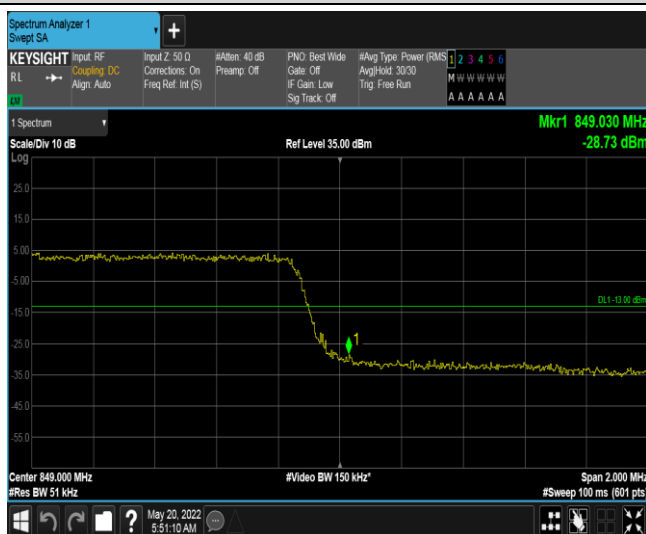 Spectrum Analyzer 1
Swept SA
+
KEYSIGHT
RL
Input: RF
Coupling: DC
Align: Auto
Input Z: 50 Ω
Corrections: On
Freq Ref: Int (S)
#Atten: 40 dB
Preamp: Off
PNO: Best Wide
Gate: Off
IF Gain: Low
Sig Track: Off
#Avg Type: Power (RMS
Avg|Hold: 30/30
Trig: Free Run
1 2 3 4 5 6
M W W W W W
A A A A A A
1 Spectrum
Mkr1 849.030 MHz
-28.73 dBm
Scale/Div 10 dB
Ref Level 35.00 dBm
Log
25.0
15.0
5.00
-5.00
DL1 -13.00 dBm
-15.0
1
-25.0
-35.0
-45.0
-55.0
Center 849.000 MHz
#Video BW 150 kHz*
Span 2.000 MHz
#Res BW 51 kHz
#Sweep 100 ms (601 pts)
?
May 20, 2022
5:51:10 AM